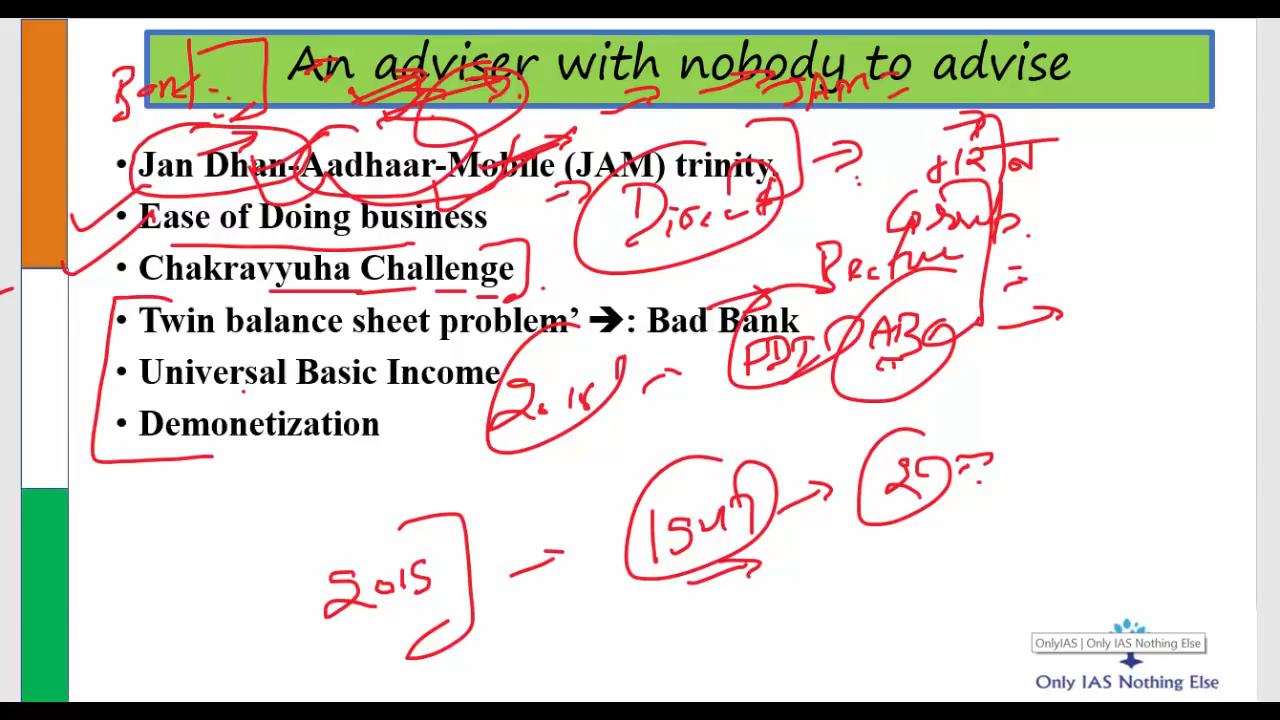 An adviser with nobody to advise
JAM
• Jan Dhan-Aadhaar-Mobile (JAM) trinity.
Direct
• Ease of Doing business
• Chakravyuha Challenge
• Twin balance sheet problem’ ➔: Bad Bank
• Universal Basic Income
• Demonetization
2015
OnlyIAS | Only IAS Nothing Else
Only IAS Nothing Else